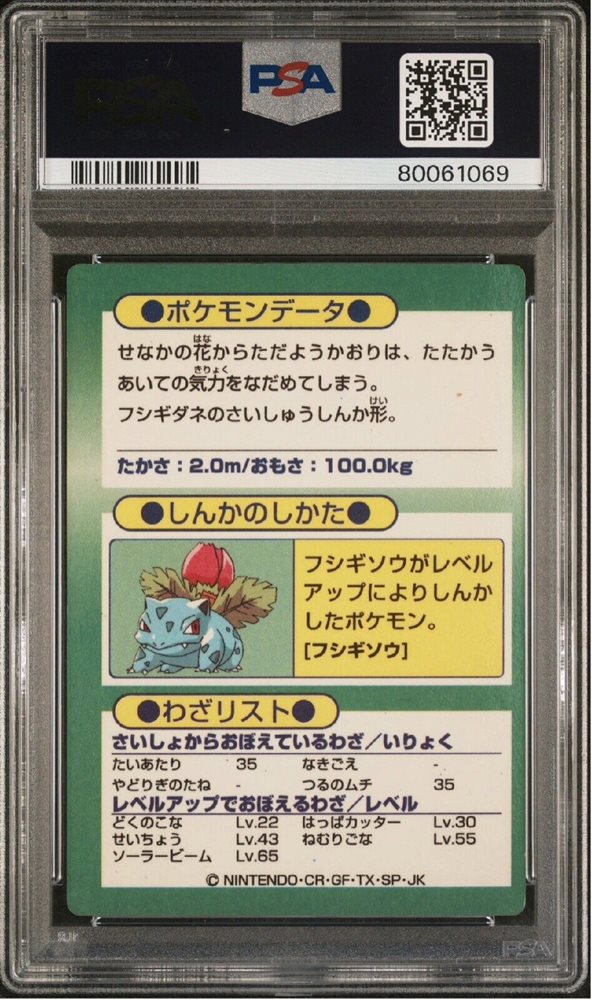 PSA
80061069
●ポケモンデータ●
せなかの花からただようかおりは、たたかう
あいての気力をなだめてしまう。
フシギダネのさいしゅうしんか形。
たかさ：2.0m/おもさ：100.0kg
●しんかのしかた●
フシギソウがレベル
アップによりしんか
したポケモン。
[フシギソウ]
●わざリスト●
さいしょからおぼえているわざ／いりょく
たいあたり 35 なきごえ -
やどりぎのたね - つるのムチ 35
レベルアップでおぼえるわざ／レベル
どくのこな Lv.22 はっぱカッター Lv.30
せいちょう Lv.43 ねむりごな Lv.55
ソーラービーム Lv.65
© NINTENDO・CR・GF・TX・SP・JK
PSA